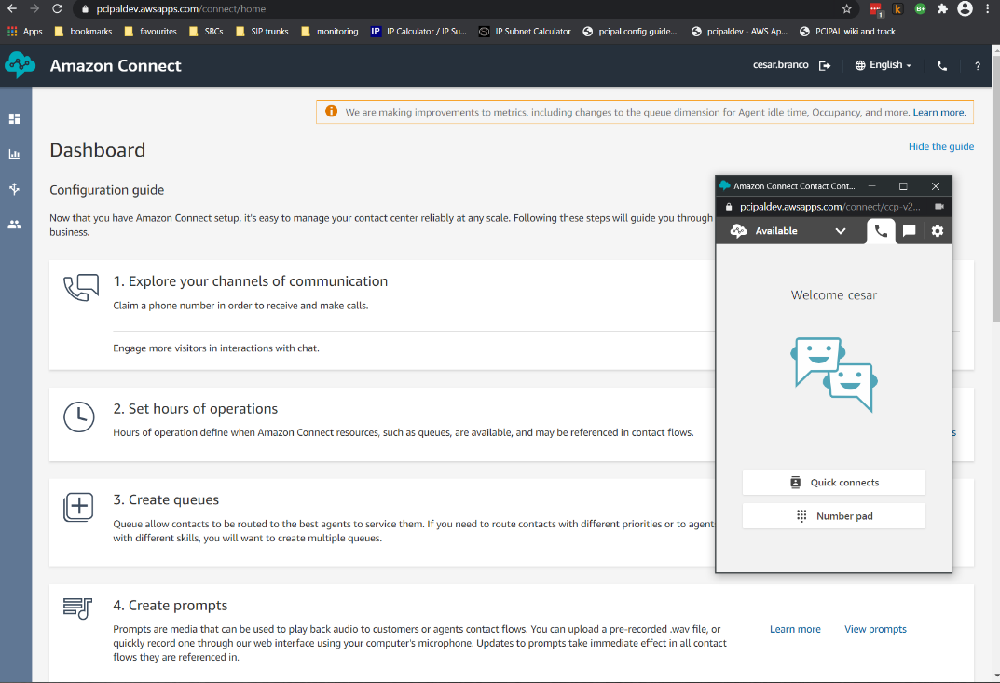 pcipaldev.awsapps.com/connect/home
1
k
B+
Apps bookmarks favourites SBCs SIP trunks monitoring IP IP Calculator / IP Su... IP Subnet Calculator pcipal config guide... pcipaldev - AWS Ap... PCIPAL wiki and track
Amazon Connect
cesar.branco English ?
We are making improvements to metrics, including changes to the queue dimension for Agent idle time, Occupancy, and more. Learn more.
Dashboard
Hide the guide
Configuration guide
Now that you have Amazon Connect setup, it's easy to manage your contact center reliably at any scale. Following these steps will guide you through
business.
1. Explore your channels of communication
Claim a phone number in order to receive and make calls.
Engage more visitors in interactions with chat.
2. Set hours of operations
Hours of operation define when Amazon Connect resources, such as queues, are available, and may be referenced in contact flows.
s
3. Create queues
Queue allow contacts to be routed to the best agents to service them. If you need to route contacts with different priorities or to agent
with different skills, you will want to create multiple queues.
4. Create prompts
Prompts are media that can be used to play back audio to customers or agents contact flows. You can upload a pre-recorded .wav file, or
quickly record one through our web interface using your computer's microphone. Updates to prompts take immediate effect in all contact
flows they are referenced in.
Learn more View prompts
Amazon Connect Contact Cont...
pcipaldev.awsapps.com/connect/ccp-v2...
Available
Welcome cesar
Quick connects
Number pad